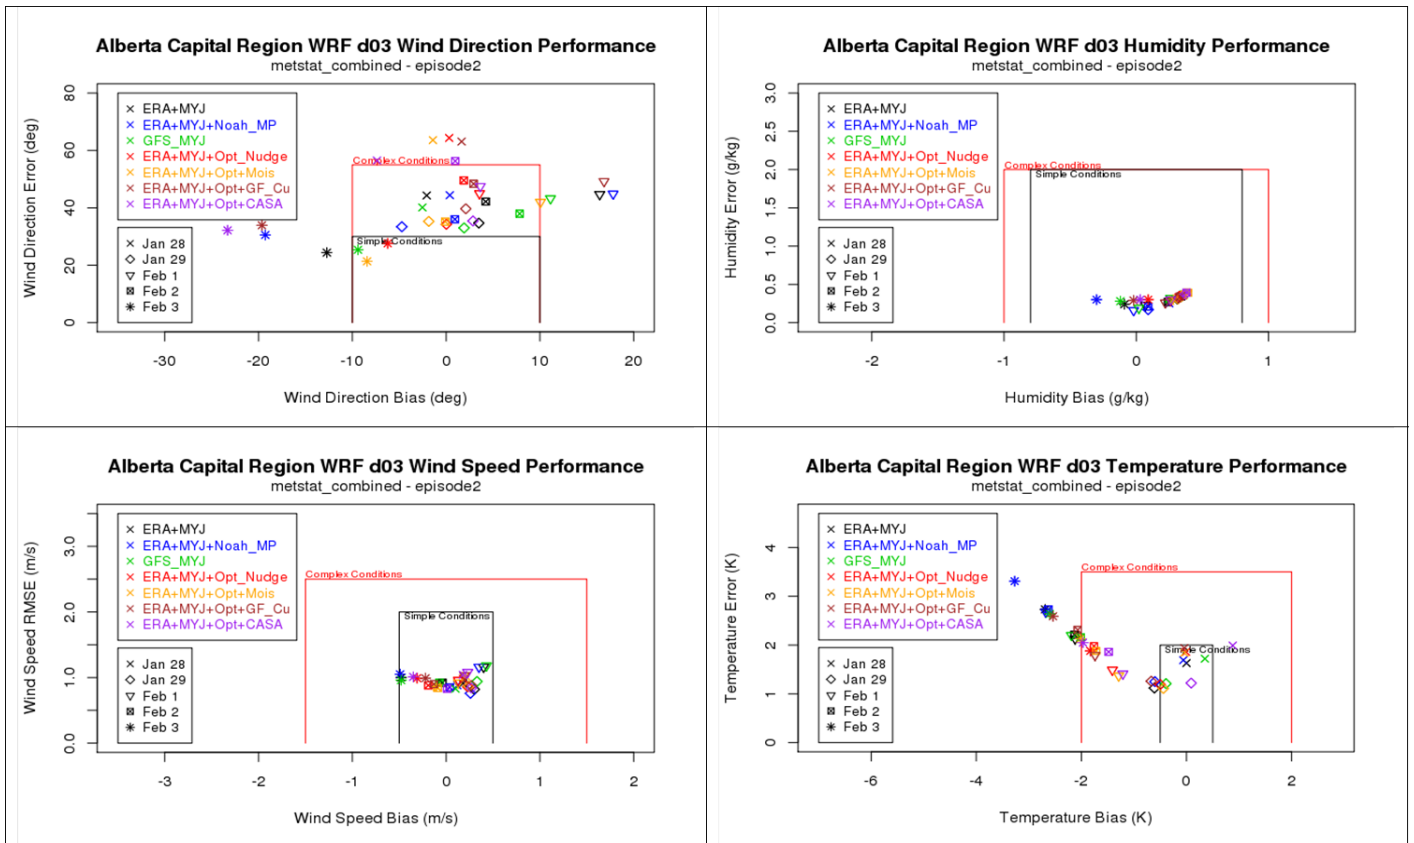 Alberta Capital Region WRF d03 Wind Direction Performance
metstat_combined - episode2
Wind Direction Error (deg)
80
60
40
20
0
ERA+MYJ
ERA+MYJ+Noah_MP
GFS_MYJ
ERA+MYJ+Opt_Nudge
ERA+MYJ+Opt+Mois
ERA+MYJ+Opt+GF_Cu
ERA+MYJ+Opt+CASA
Jan 28
Jan 29
Feb 1
Feb 2
Feb 3
Complex Conditions
Simple Conditions
-30 -20 -10 0 10 20
Wind Direction Bias (deg)
Alberta Capital Region WRF d03 Humidity Performance
metstat_combined - episode2
Humidity Error (g/kg)
3.0
2.5
2.0
1.5
1.0
0.5
0.0
ERA+MYJ
ERA+MYJ+Noah_MP
GFS_MYJ
ERA+MYJ+Opt_Nudge
ERA+MYJ+Opt+Mois
ERA+MYJ+Opt+GF_Cu
ERA+MYJ+Opt+CASA
Jan 28
Jan 29
Feb 1
Feb 2
Feb 3
Complex Conditions
Simple Conditions
-2 -1 0 1
Humidity Bias (g/kg)
Alberta Capital Region WRF d03 Wind Speed Performance
metstat_combined - episode2
Wind Speed RMSE (m/s)
3.0
2.0
1.0
0.0
ERA+MYJ
ERA+MYJ+Noah_MP
GFS_MYJ
ERA+MYJ+Opt_Nudge
ERA+MYJ+Opt+Mois
ERA+MYJ+Opt+GF_Cu
ERA+MYJ+Opt+CASA
Jan 28
Jan 29
Feb 1
Feb 2
Feb 3
Complex Conditions
Simple Conditions
-3 -2 -1 0 1 2
Wind Speed Bias (m/s)
Alberta Capital Region WRF d03 Temperature Performance
metstat_combined - episode2
Temperature Error (K)
4
3
2
1
0
ERA+MYJ
ERA+MYJ+Noah_MP
GFS_MYJ
ERA+MYJ+Opt_Nudge
ERA+MYJ+Opt+Mois
ERA+MYJ+Opt+GF_Cu
ERA+MYJ+Opt+CASA
Jan 28
Jan 29
Feb 1
Feb 2
Feb 3
Complex Conditions
Simple Conditions
-6 -4 -2 0 2
Temperature Bias (K)